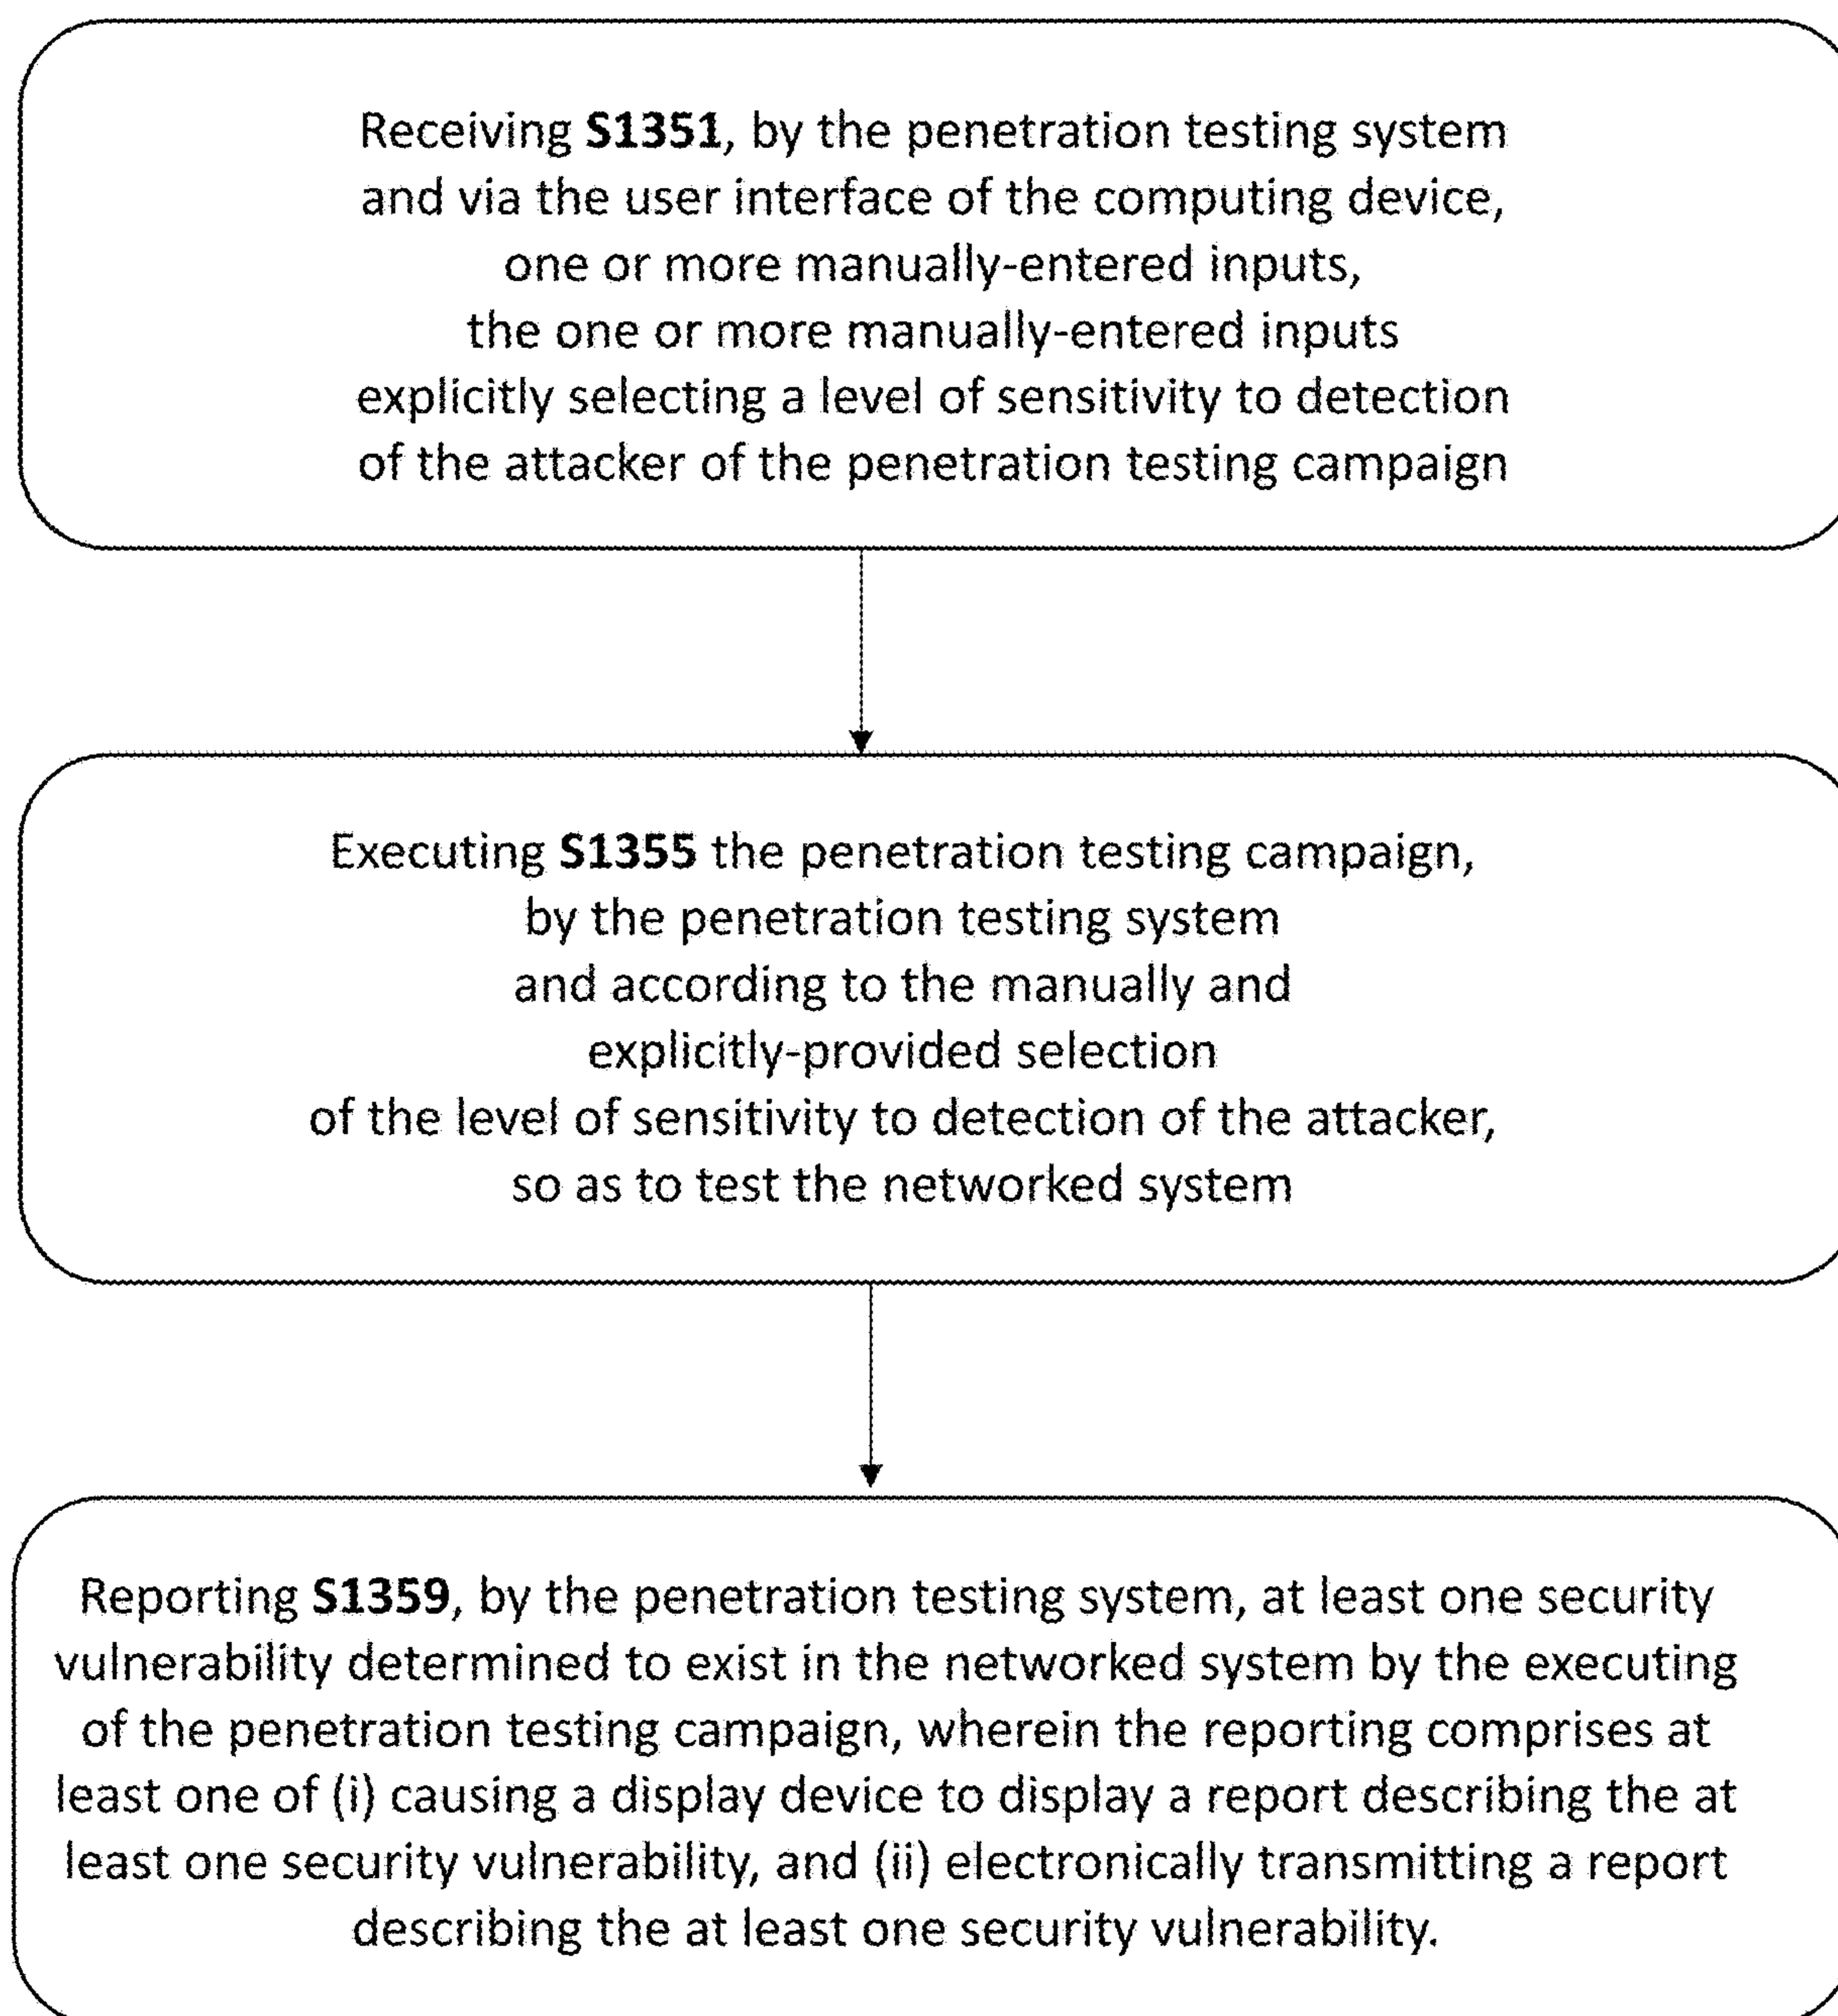 Receiving S1351, by the penetration testing system
and via the user interface of the computing device,
one or more manually-entered inputs,
the one or more manually-entered inputs
explicitly selecting a level of sensitivity to detection
of the attacker of the penetration testing campaign
Executing S1355 the penetration testing campaign,
by the penetration testing system
and according to the manually and
explicitly-provided selection
of the level of sensitivity to detection of the attacker,
so as to test the networked system
Reporting S1359, by the penetration testing system, at least one security
vulnerability determined to exist in the networked system by the executing
of the penetration testing campaign, wherein the reporting comprises at
least one of (i) causing a display device to display a report describing the at
least one security vulnerability, and (ii) electronically transmitting a report
describing the at least one security vulnerability.